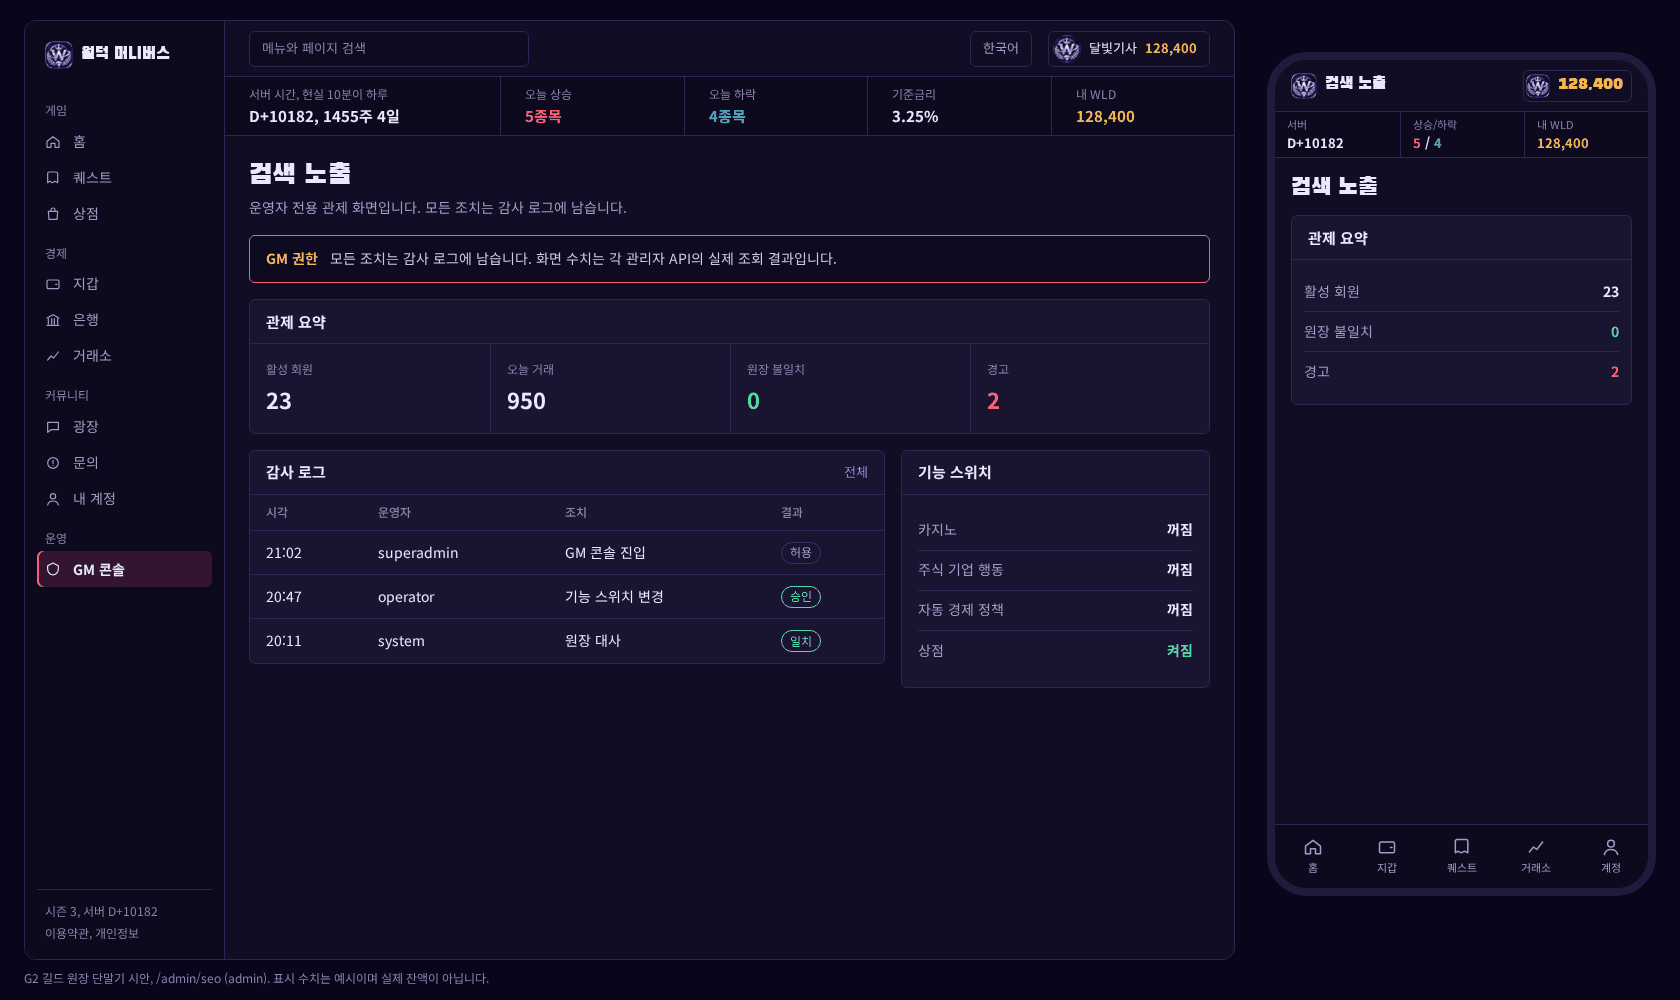 월덕 머니버스
게임
홈
퀘스트
상점
경제
지갑
은행
거래소
커뮤니티
광장
문의
내 계정
운영
GM 콘솔
시즌 3, 서버 D+10182
이용약관, 개인정보
메뉴와 페이지 검색
한국어
달빛기사 128,400
서버 시간, 현실 10분이 하루
D+10182, 1455주 4일
오늘 상승
5종목
오늘 하락
4종목
기준금리
3.25%
내 WLD
128,400
검색 노출
운영자 전용 관제 화면입니다. 모든 조치는 감사 로그에 남습니다.
GM 권한 모든 조치는 감사 로그에 남습니다. 화면 수치는 각 관리자 API의 실제 조회 결과입니다.
관제 요약
활성 회원
23
오늘 거래
950
원장 불일치
0
경고
2
감사 로그 전체
시각 운영자 조치 결과
21:02 superadmin GM 콘솔 진입 허용
20:47 operator 기능 스위치 변경 승인
20:11 system 원장 대사 일치
기능 스위치
카지노 꺼짐
주식 기업 행동 꺼짐
자동 경제 정책 꺼짐
상점 켜짐
G2 길드 원장 단말기 시안, /admin/seo (admin). 표시 수치는 예시이며 실제 잔액이 아닙니다.
검색 노출 128,400
서버
D+10182
상승/하락
5 / 4
내 WLD
128,400
검색 노출
관제 요약
활성 회원 23
원장 불일치 0
경고 2
홈 지갑 퀘스트 거래소 계정